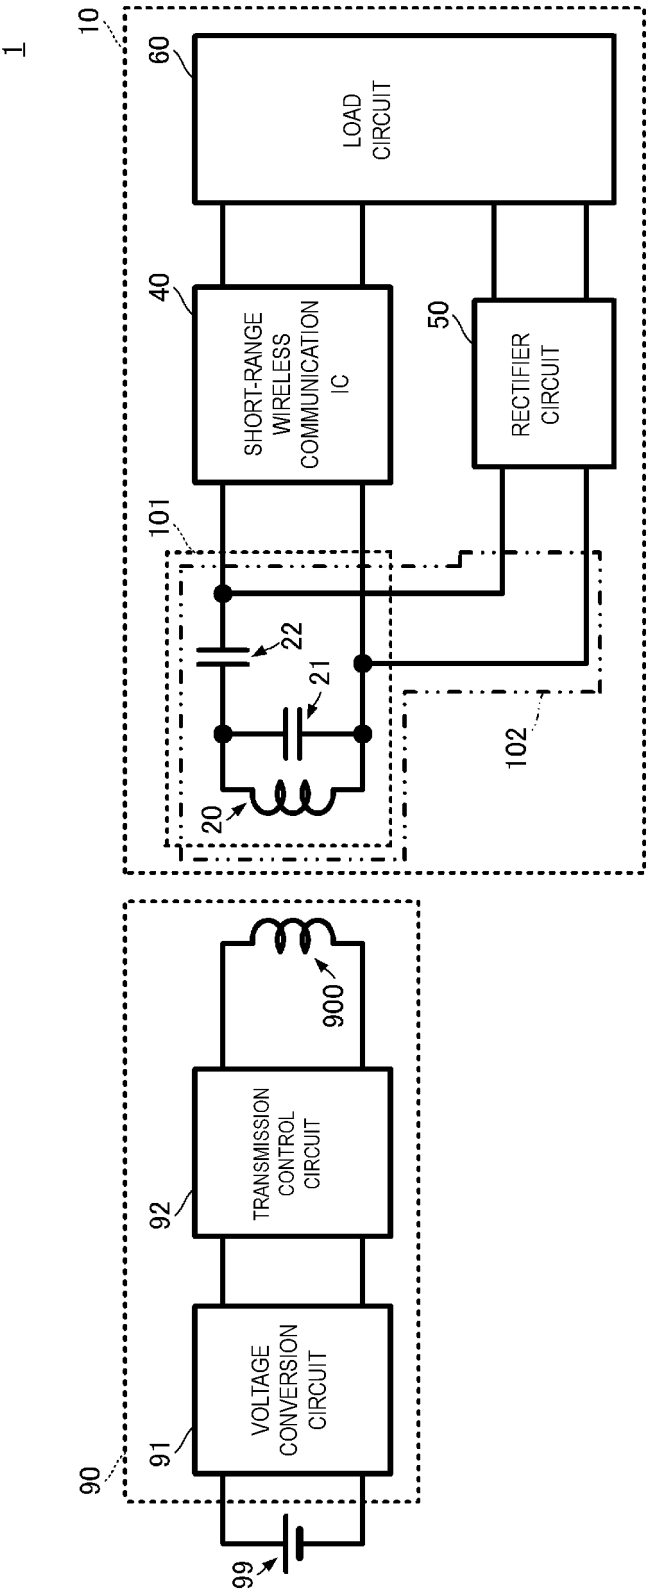 1
10
60
LOAD
CIRCUIT
40
SHORT-RANGE
WIRELESS
COMMUNICATION
IC
50
RECTIFIER
CIRCUIT
101
22
21
20
102
90
900
92
TRANSMISSION
CONTROL
CIRCUIT
91
VOLTAGE
CONVERSION
CIRCUIT
99